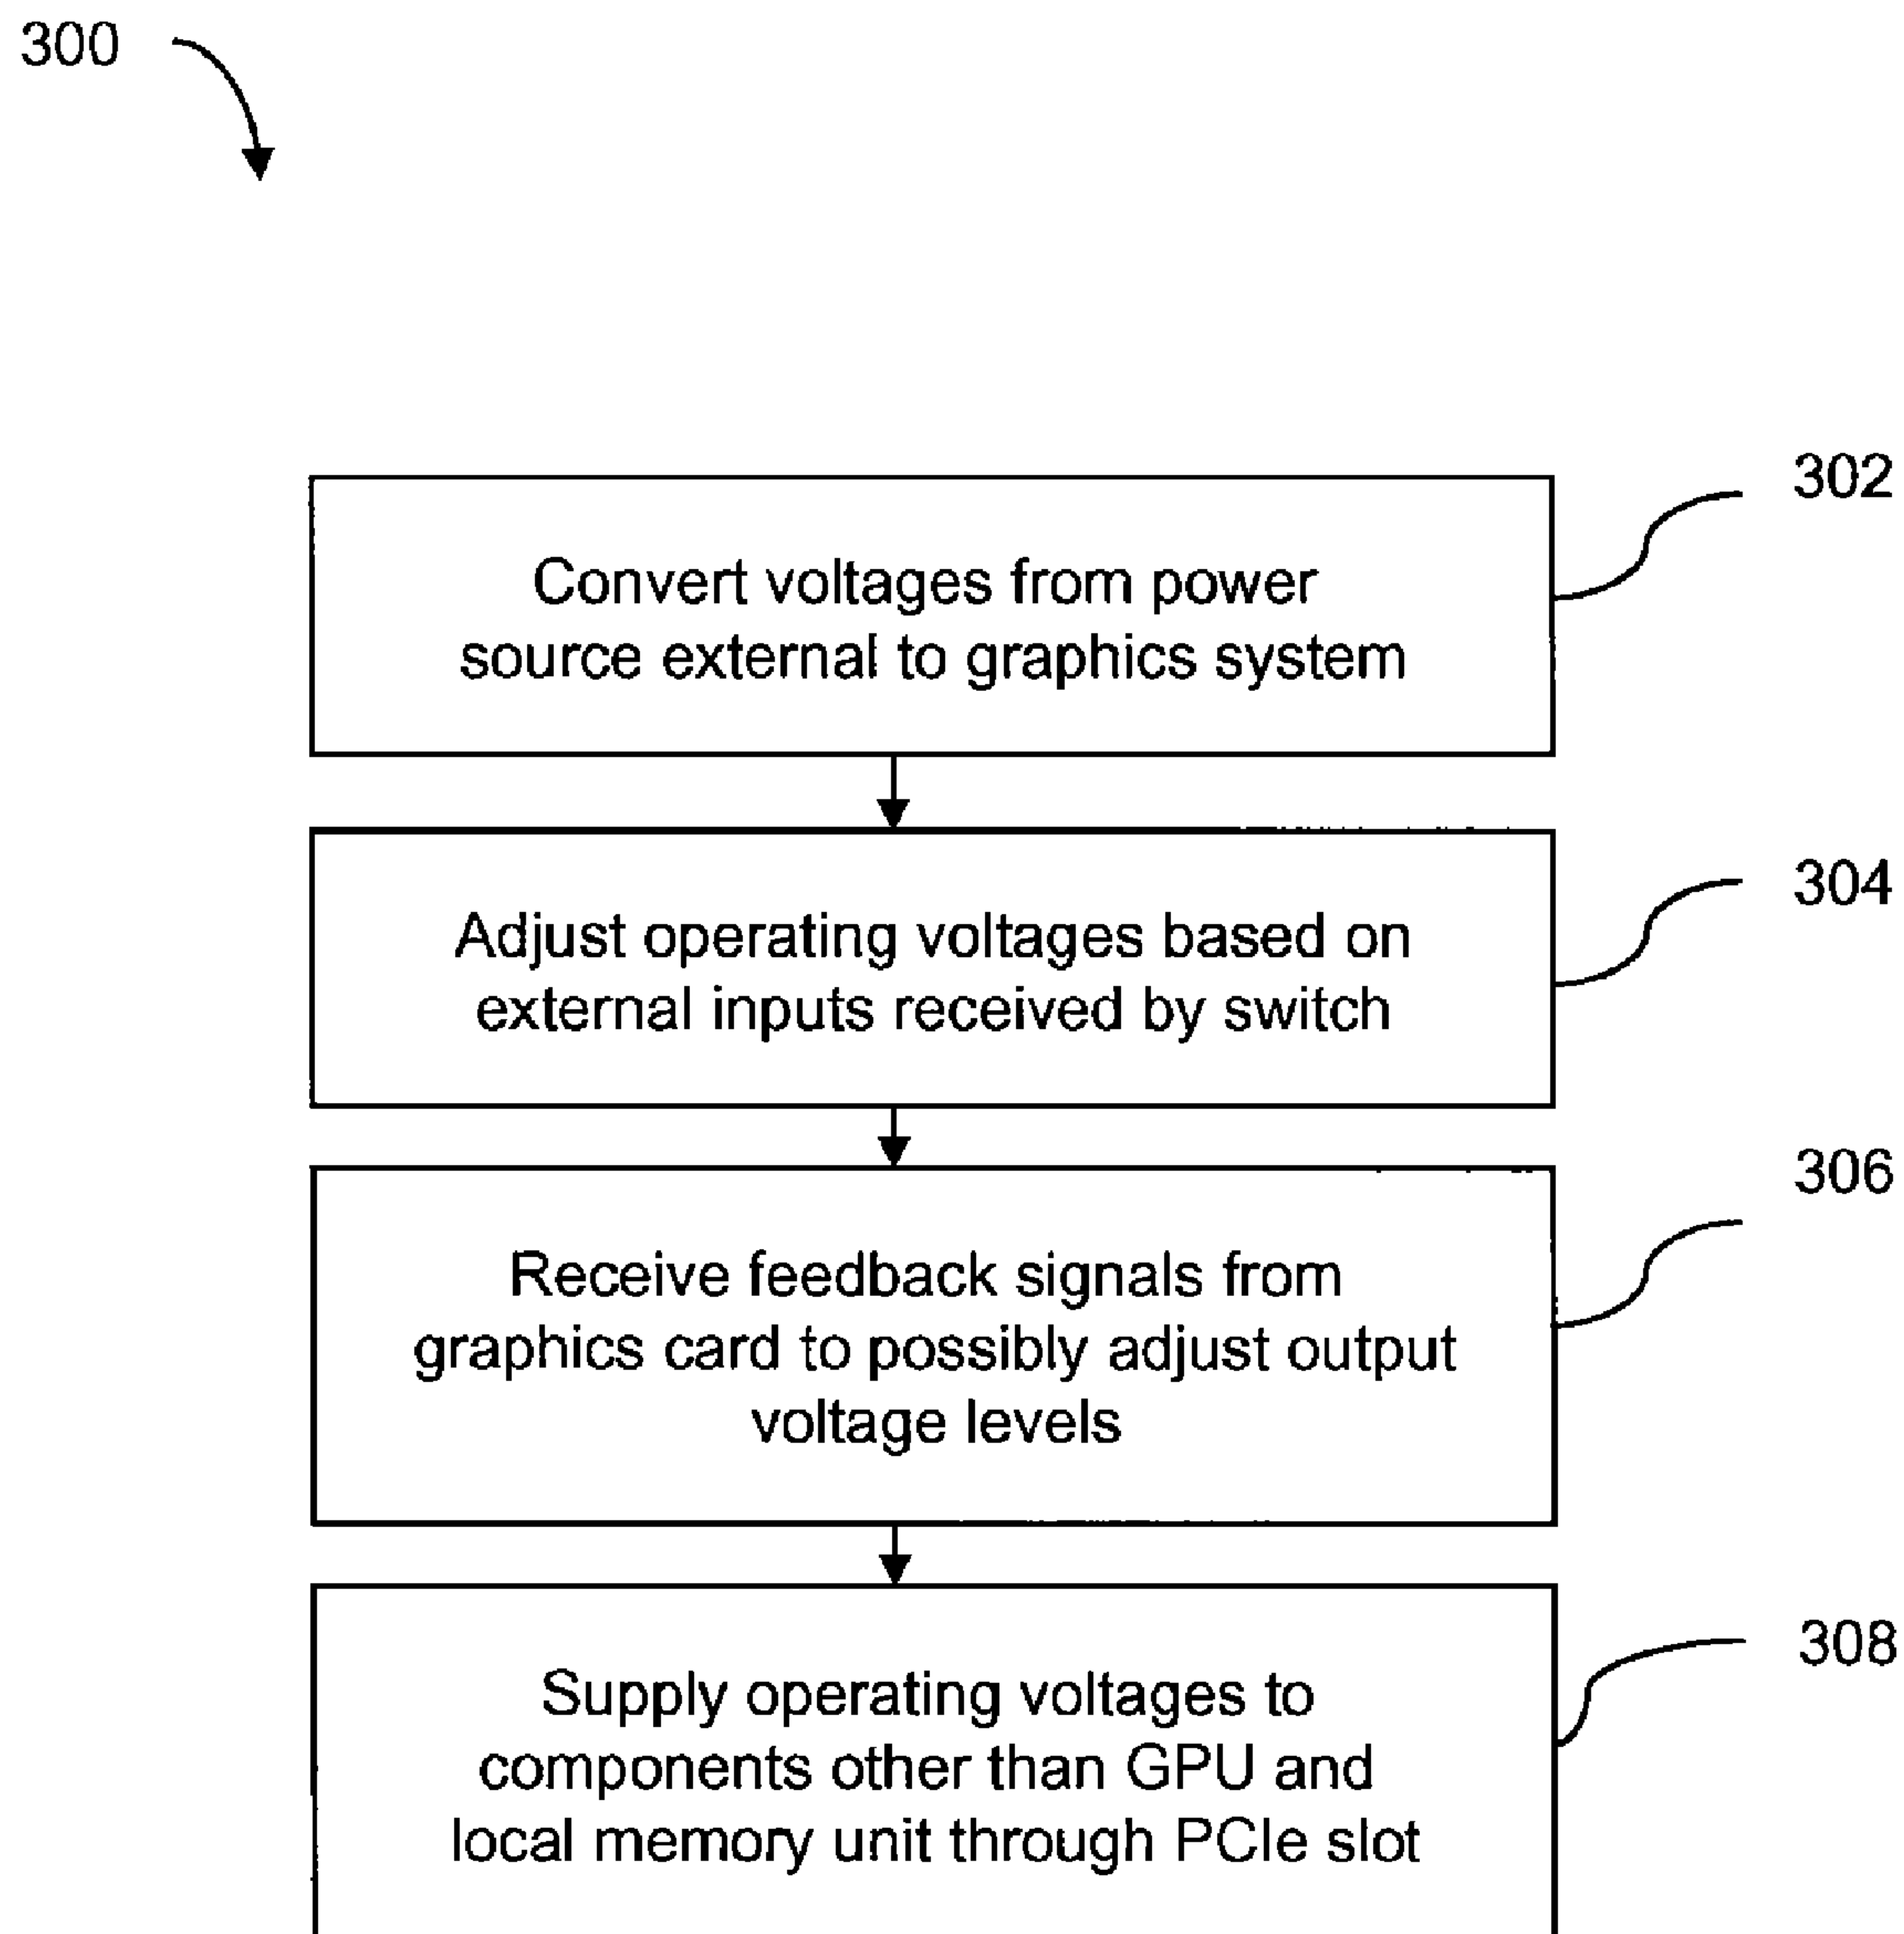 300
302
Convert voltages from power
source external to graphics system
304
Adjust operating voltages based on
external inputs received by switch
306
Receive feedback signals from
graphics card to possibly adjust output
voltage levels
308
Supply operating voltages to
components other than GPU and
local memory unit through PCIe slot